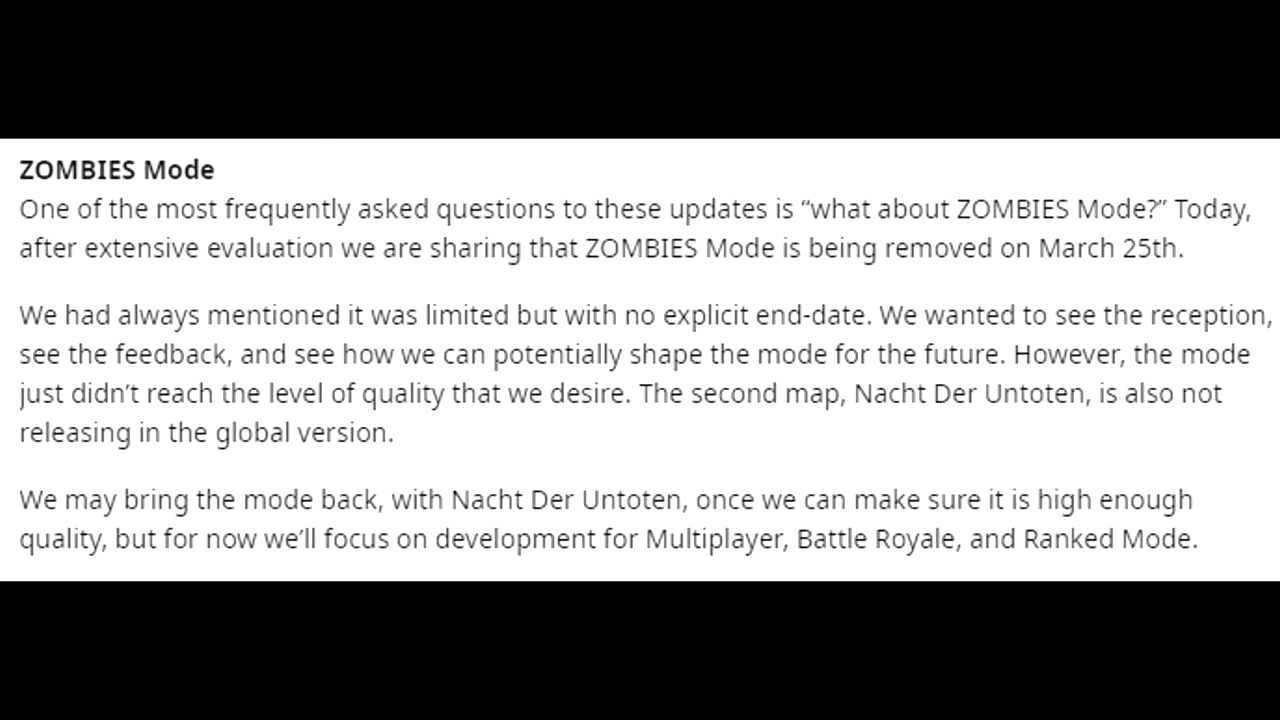 ZOMBIES Mode
One of the most frequently asked questions to these updates is “what about ZOMBIES Mode?” Today,
after extensive evaluation we are sharing that ZOMBIES Mode is being removed on March 25th.
We had always mentioned it was limited but with no explicit end-date. We wanted to see the reception,
see the feedback, and see how we can potentially shape the mode for the future. However, the mode
just didn’t reach the level of quality that we desire. The second map, Nacht Der Untoten, is also not
releasing in the global version.
We may bring the mode back, with Nacht Der Untoten, once we can make sure it is high enough
quality, but for now we’ll focus on development for Multiplayer, Battle Royale, and Ranked Mode.